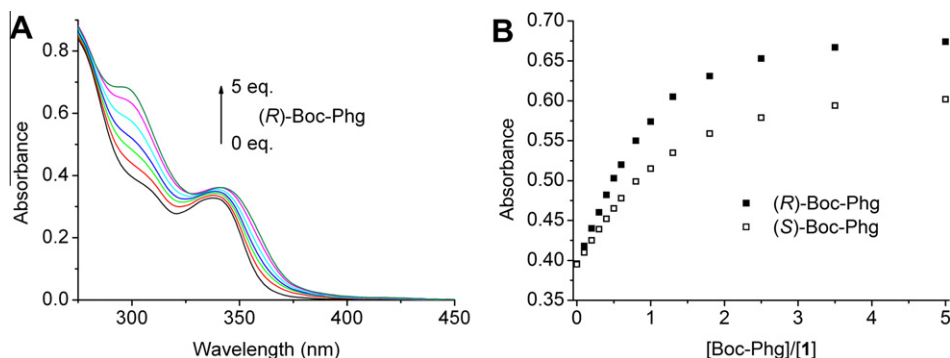 A
0.8
0.6
0.4
0.2
0.0
Absorbance
5 eq.
(R)-Boc-Phg
0 eq.
300
350
400
450
Wavelength (nm)
B
0.70
0.65
0.60
0.55
0.50
0.45
0.40
0.35
0.30
Absorbance
(R)-Boc-Phg
(S)-Boc-Phg
0
1
2
3
4
5
[Boc-Phg]/[1]